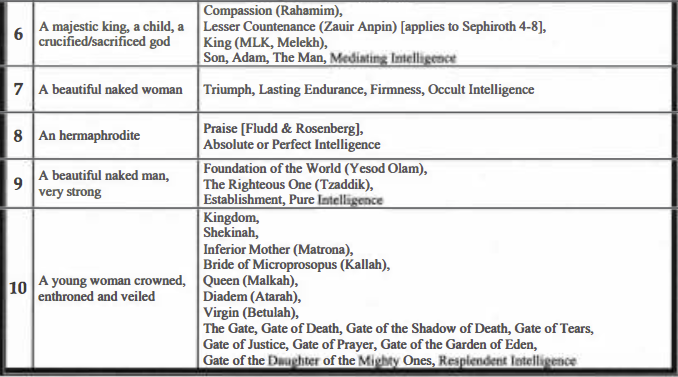 6
A majestic king, a child, a
crucified/sacrificed god
Compassion (Rahamim),
Lesser Countenance (Zauir Anpin) [applies to Sephiroth 4-8],
King (MLK, Melekh),
Son, Adam, The Man, Mediating Intelligence
7
A beautiful naked woman
Triumph, Lasting Endurance, Firmness, Occult Intelligence
8
An hermaphrodite
Praise [Fludd & Rosenberg],
Absolute or Perfect Intelligence
9
A beautiful naked man,
very strong
Foundation of the World (Yesod Olam),
The Righteous One (Tzaddik),
Establishment, Pure Intelligence
10
A young woman crowned,
enthroned and veiled
Kingdom,
Shekinah,
Inferior Mother (Matrona),
Bride of Microprosopus (Kallah),
Queen (Malkah),
Diadem (Atarah),
Virgin (Betulah),
The Gate, Gate of Death, Gate of the Shadow of Death, Gate of Tears,
Gate of Justice, Gate of Prayer, Gate of the Garden of Eden,
Gate of the Daughter of the Mighty Ones, Resplendent Intelligence